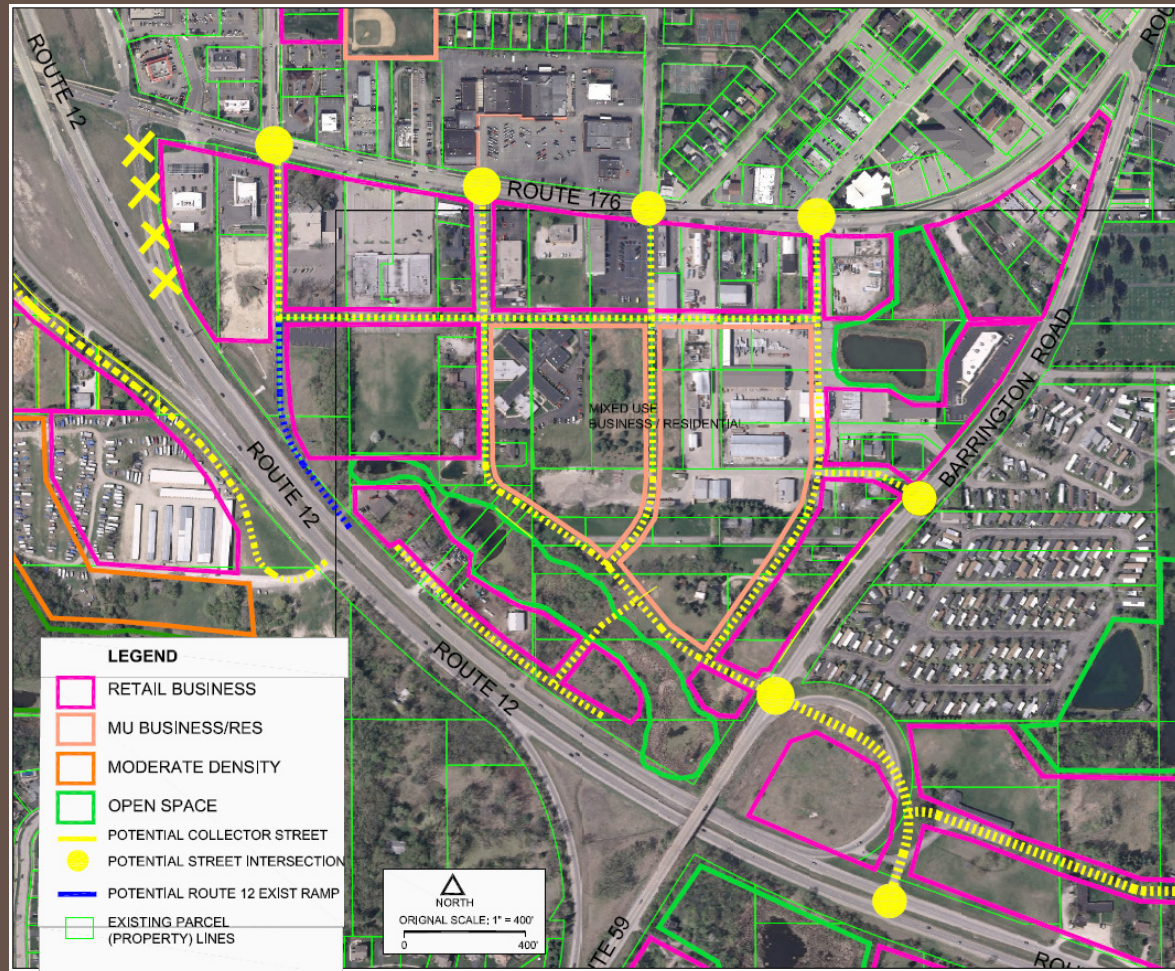 ROUTE 12
ROUTE 176
BARRINGTON ROAD
MIXED USE
BUSINESS / RESIDENTIAL
ROUTE 12
ROUTE 12
LEGEND
RETAIL BUSINESS
MU BUSINESS/RES
MODERATE DENSITY
OPEN SPACE
POTENTIAL COLLECTOR STREET
POTENTIAL STREET INTERSECTION
POTENTIAL ROUTE 12 EXIST RAMP
EXISTING PARCEL
(PROPERTY) LINES
NORTH
ORIGNAL SCALE: 1" = 400'
0 400'